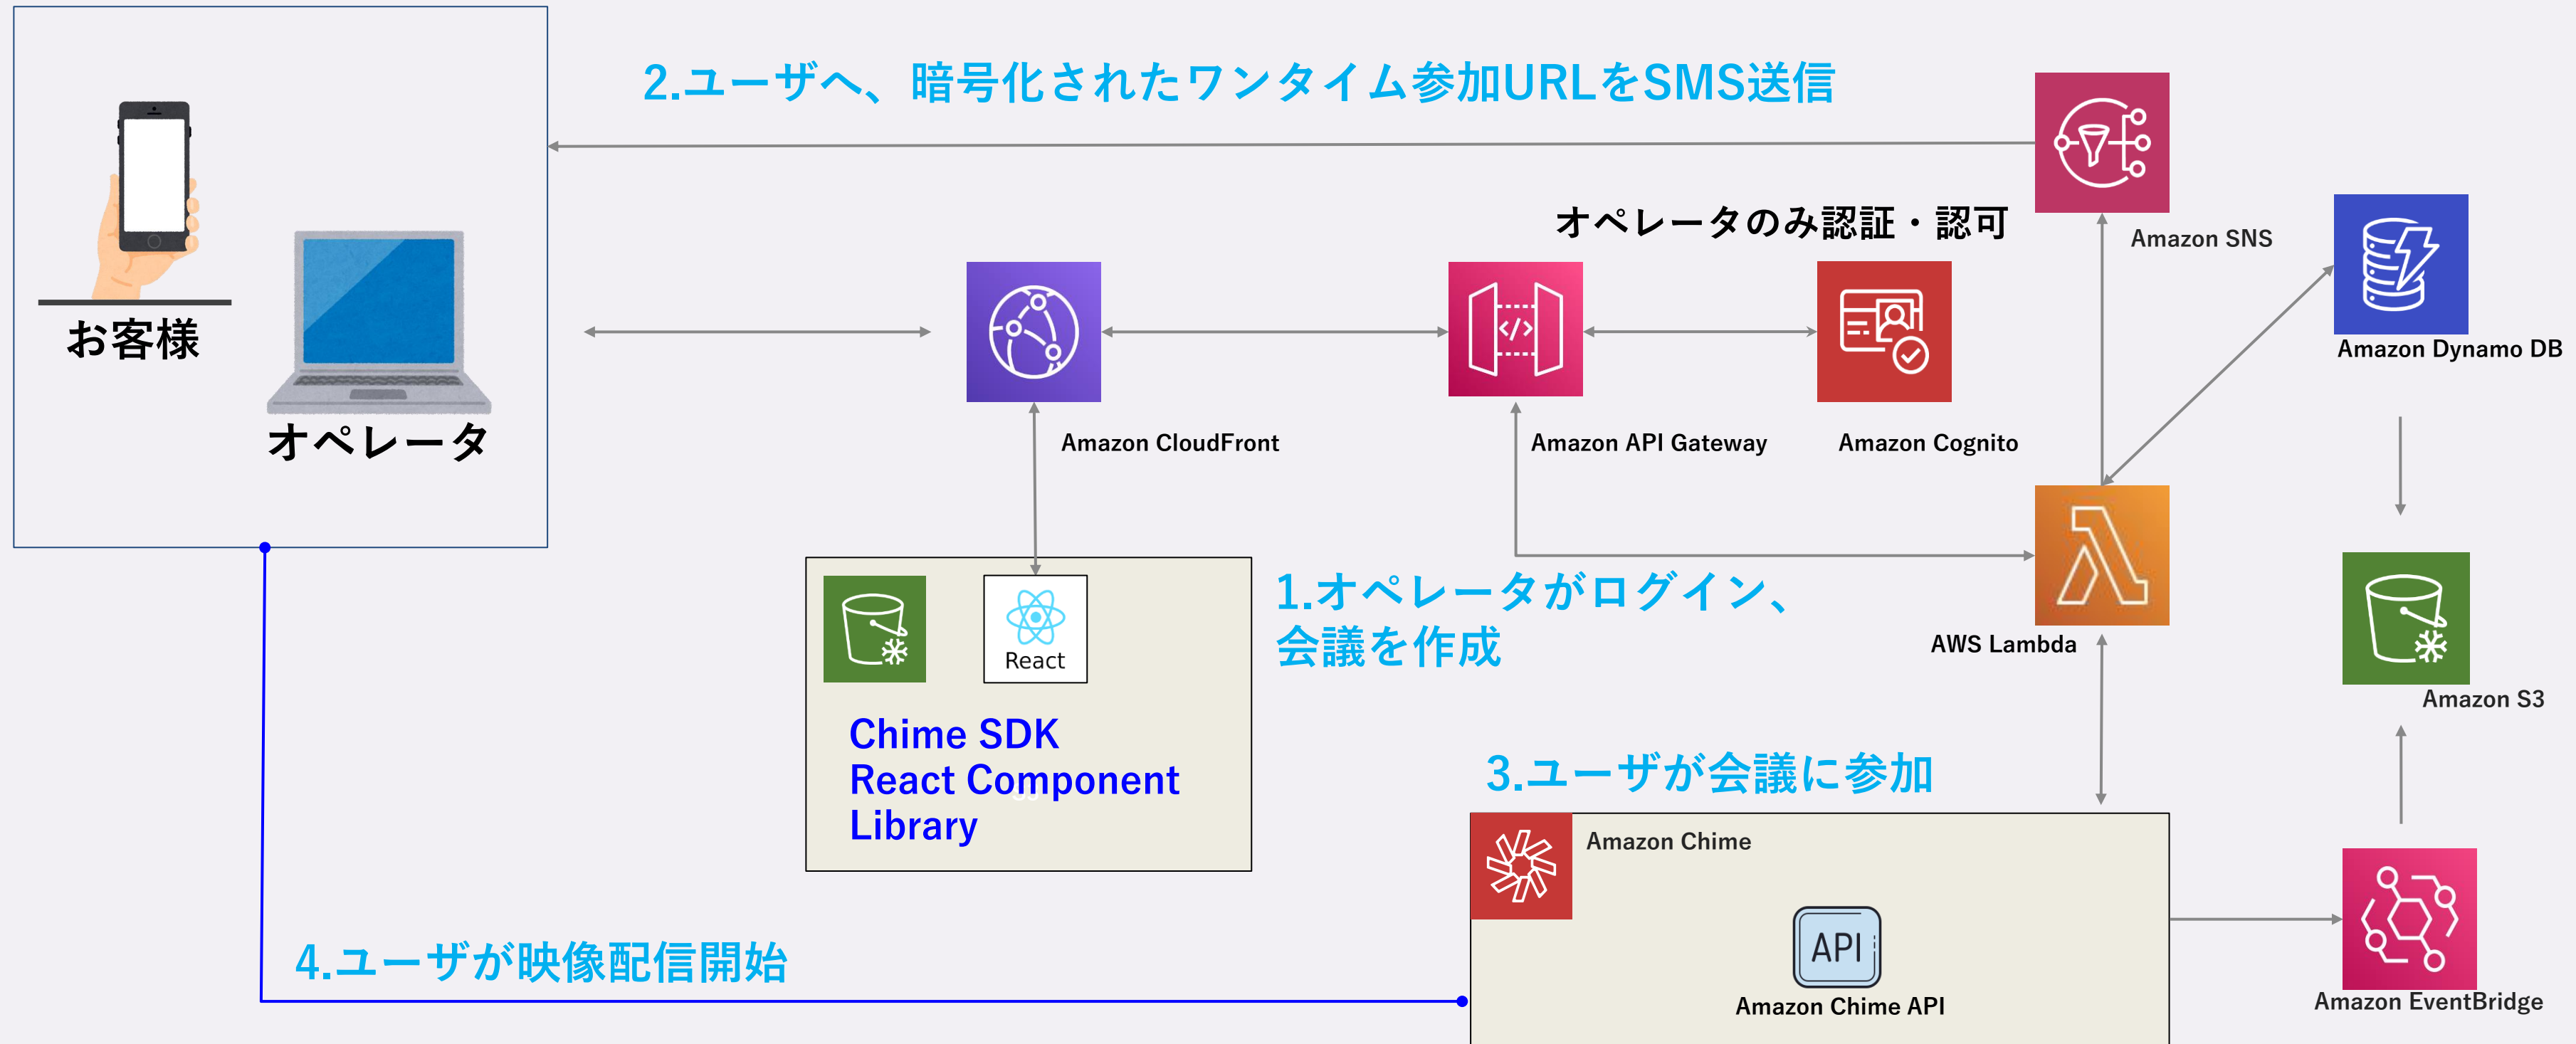 2.ユーザへ、暗号化されたワンタイム参加URLをSMS送信
オペレータのみ認証・認可
Amazon SNS
お客様
オペレータ
Amazon Dynamo DB
Amazon CloudFront
Amazon API Gateway
Amazon Cognito
1.オペレータがログイン、
会議を作成
React
AWS Lambda
Amazon S3
Chime SDK
React Component
Library
3.ユーザが会議に参加
Amazon Chime
API
Amazon Chime API
4.ユーザが映像配信開始
Amazon EventBridge